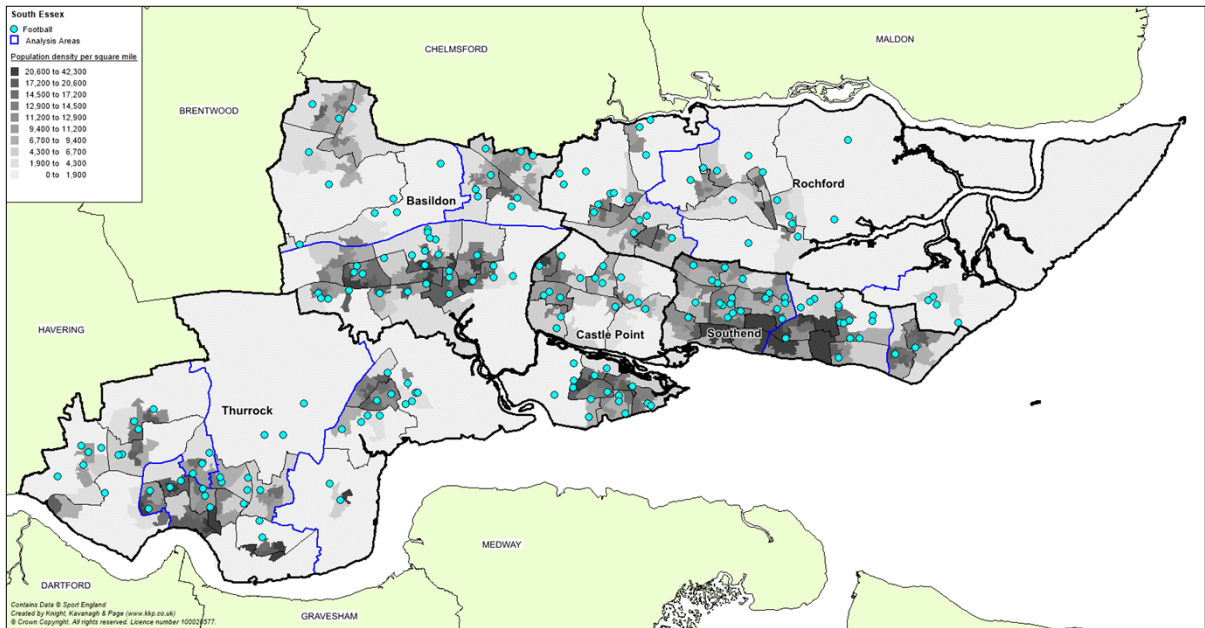 South Essex
Football
Analysis Areas
Population density per square mile
20,600 to 42,300
17,200 to 20,600
14,500 to 17,200
12,900 to 14,500
11,200 to 12,900
9,400 to 11,200
6,700 to 9,400
4,300 to 6,700
1,900 to 4,300
0 to 1,900
MALDON
CHELMSFORD
BRENTWOOD
Rochford
Basildon
HAVERING
Castle Point
Southend
Thurrock
MEDWAY
DARTFORD
GRAVESHAM
Contains Data © Sport England
Created by Knight, Kavanagh & Page (www.kkp.co.uk)
© Crown Copyright. All rights reserved. Licence number 100020577.